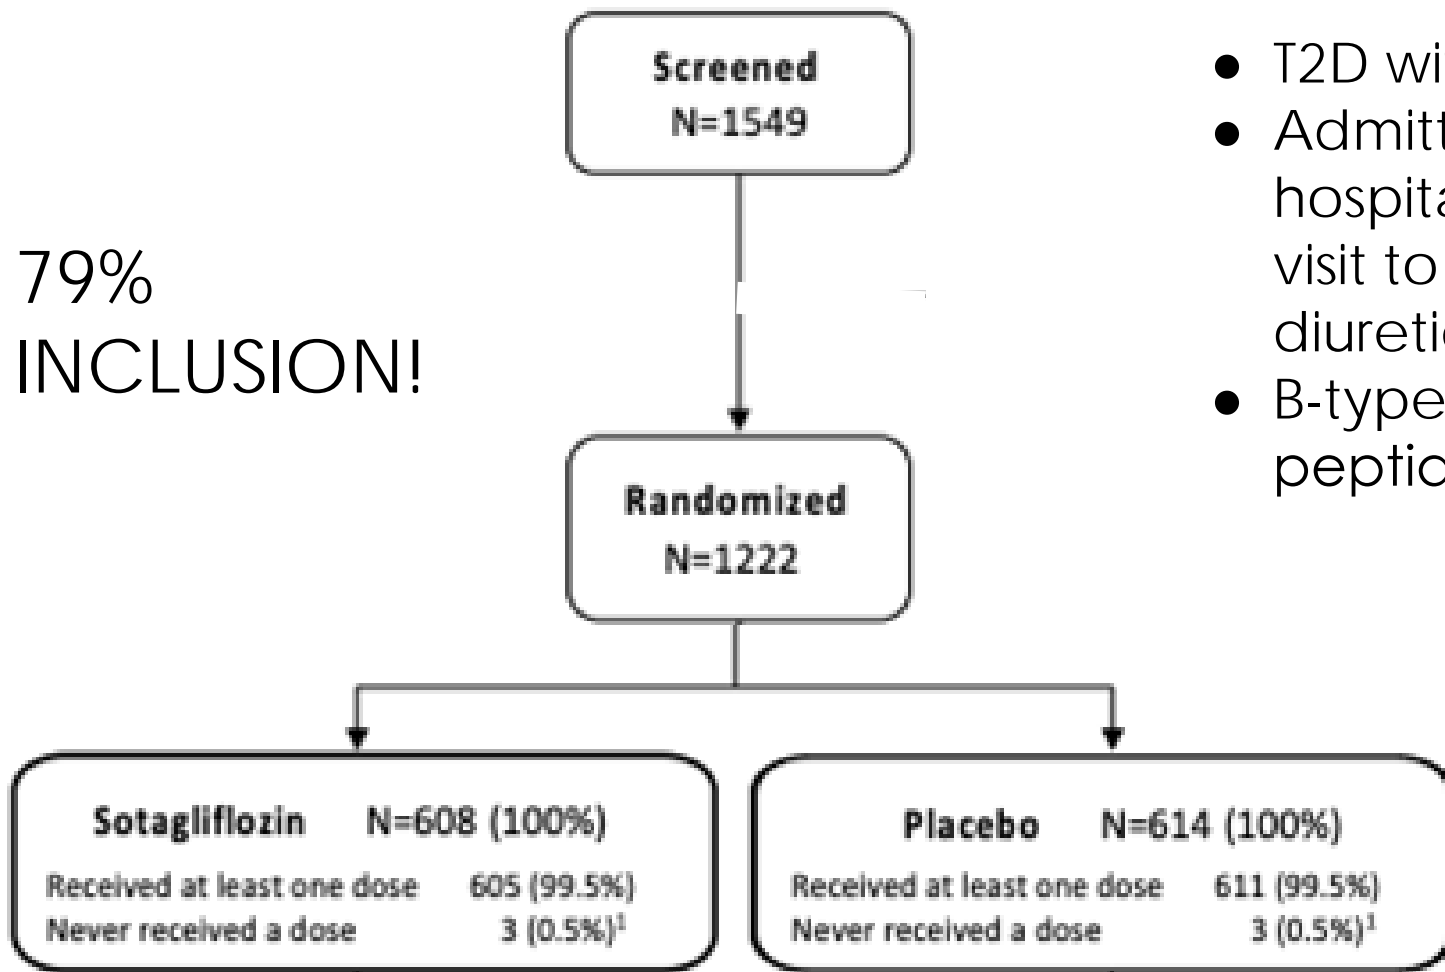 Screened
N=1549
79%
INCLUSION!
● T2D wi
● Admitt
hospita
visit to
diuretic
● B-type
peptic
Randomized
N=1222
Sotagliflozin N=608 (100%)
Received at least one dose 605 (99.5%)
Never received a dose 3 (0.5%)¹
Placebo N=614 (100%)
Received at least one dose 611 (99.5%)
Never received a dose 3 (0.5%)¹